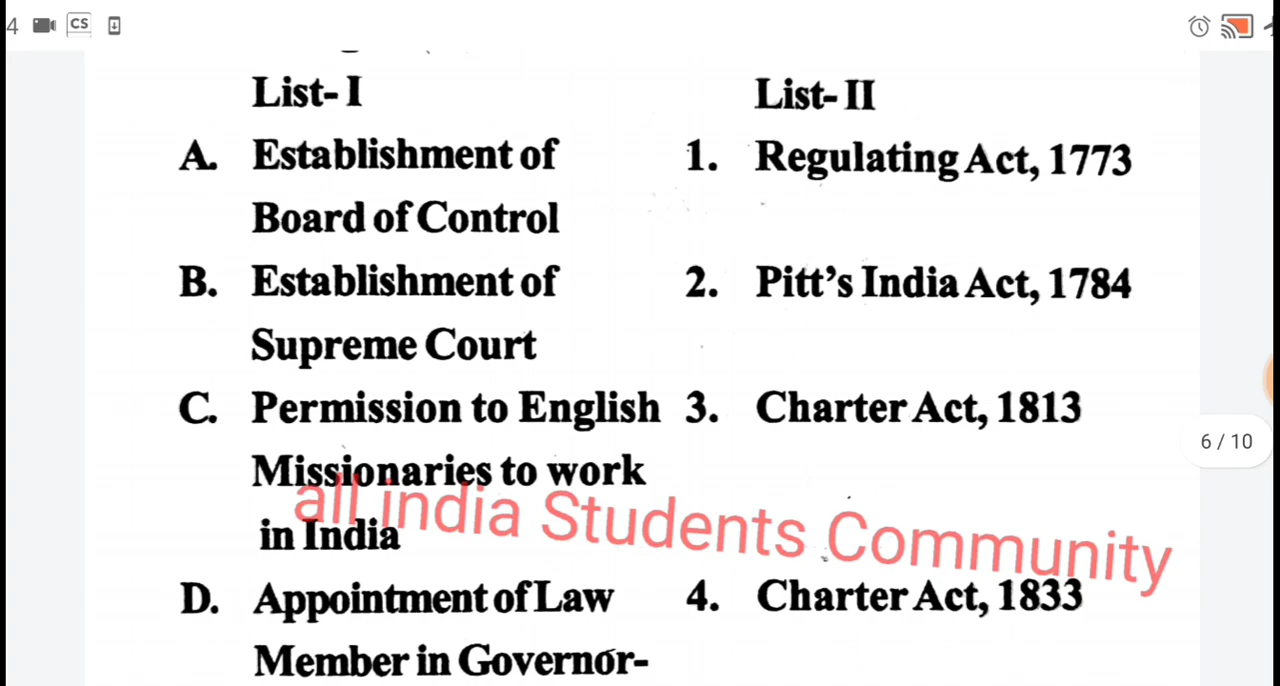 4 CS
List- I List- II
A. Establishment of 1. Regulating Act, 1773
Board of Control
B. Establishment of 2. Pitt’s India Act, 1784
Supreme Court
C. Permission to English 3. Charter Act, 1813
6 / 10
Missionaries to work
all india Students Community
in India
D. Appointment of Law 4. Charter Act, 1833
Member in Governor-